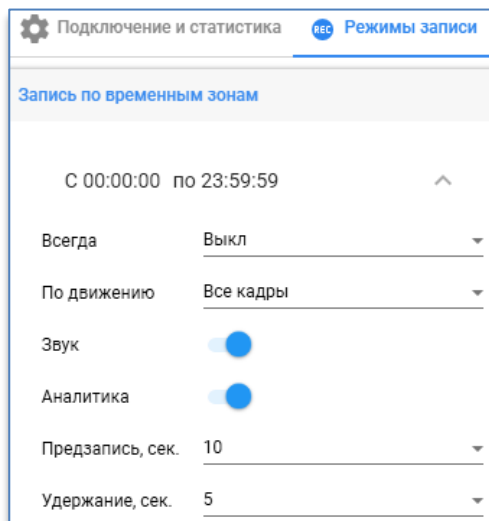 Подключение и статистика REC Режимы записи
Запись по временным зонам
С 00:00:00 по 23:59:59
Всегда Выкл
По движению Все кадры
Звук
Аналитика
Предзапись, сек. 10
Удержание, сек. 5